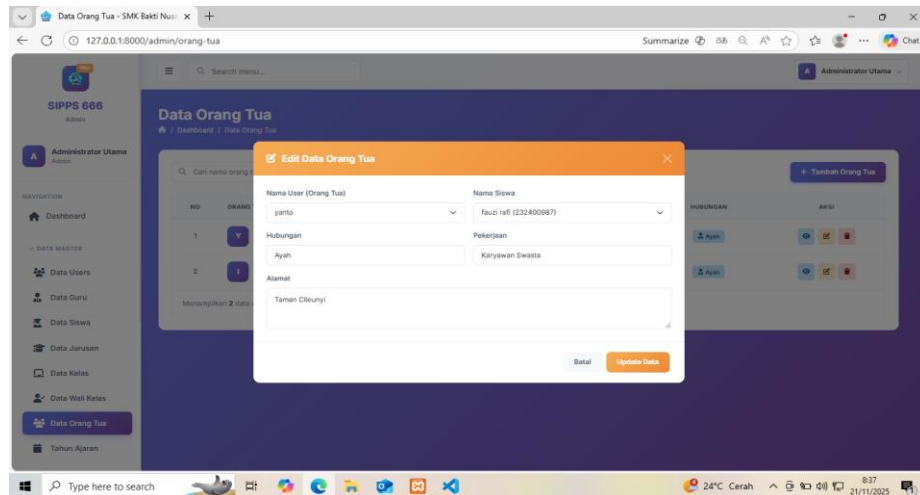 Data Orang Tua - SMK Bakti Nus
127.0.0.1:8000/admin/orang-tua
Summarize
Chat
SIPPS 666
Admin
Search menu...
A
Administrator Utama
A
Administrator Utama
Admin
Data Orang Tua
/ Dashboard / Data Orang Tua
NAVIGATION
Dashboard
DATA MASTER
Data Users
Data Guru
Data Siswa
Data Jurusan
Data Kelas
Data Wali Kelas
Data Orang Tua
Tahun Ajaran
Cari nama orang
+ Tambah Orang Tua
NO
ORANG
HUBUNGAN
AKSI
1
Y
Ayah
2
I
Ayah
Menampilkan 2 data
Edit Data Orang Tua
Nama User (Orang Tua)
Nama Siswa
yanto
fauzi rafi (232400987)
Hubungan
Pekerjaan
Ayah
Karyawan Swasta
Alamat
Taman Cileunyi
Batal
Update Data
Type here to search
24°C Cerah
8:37
21/11/2025